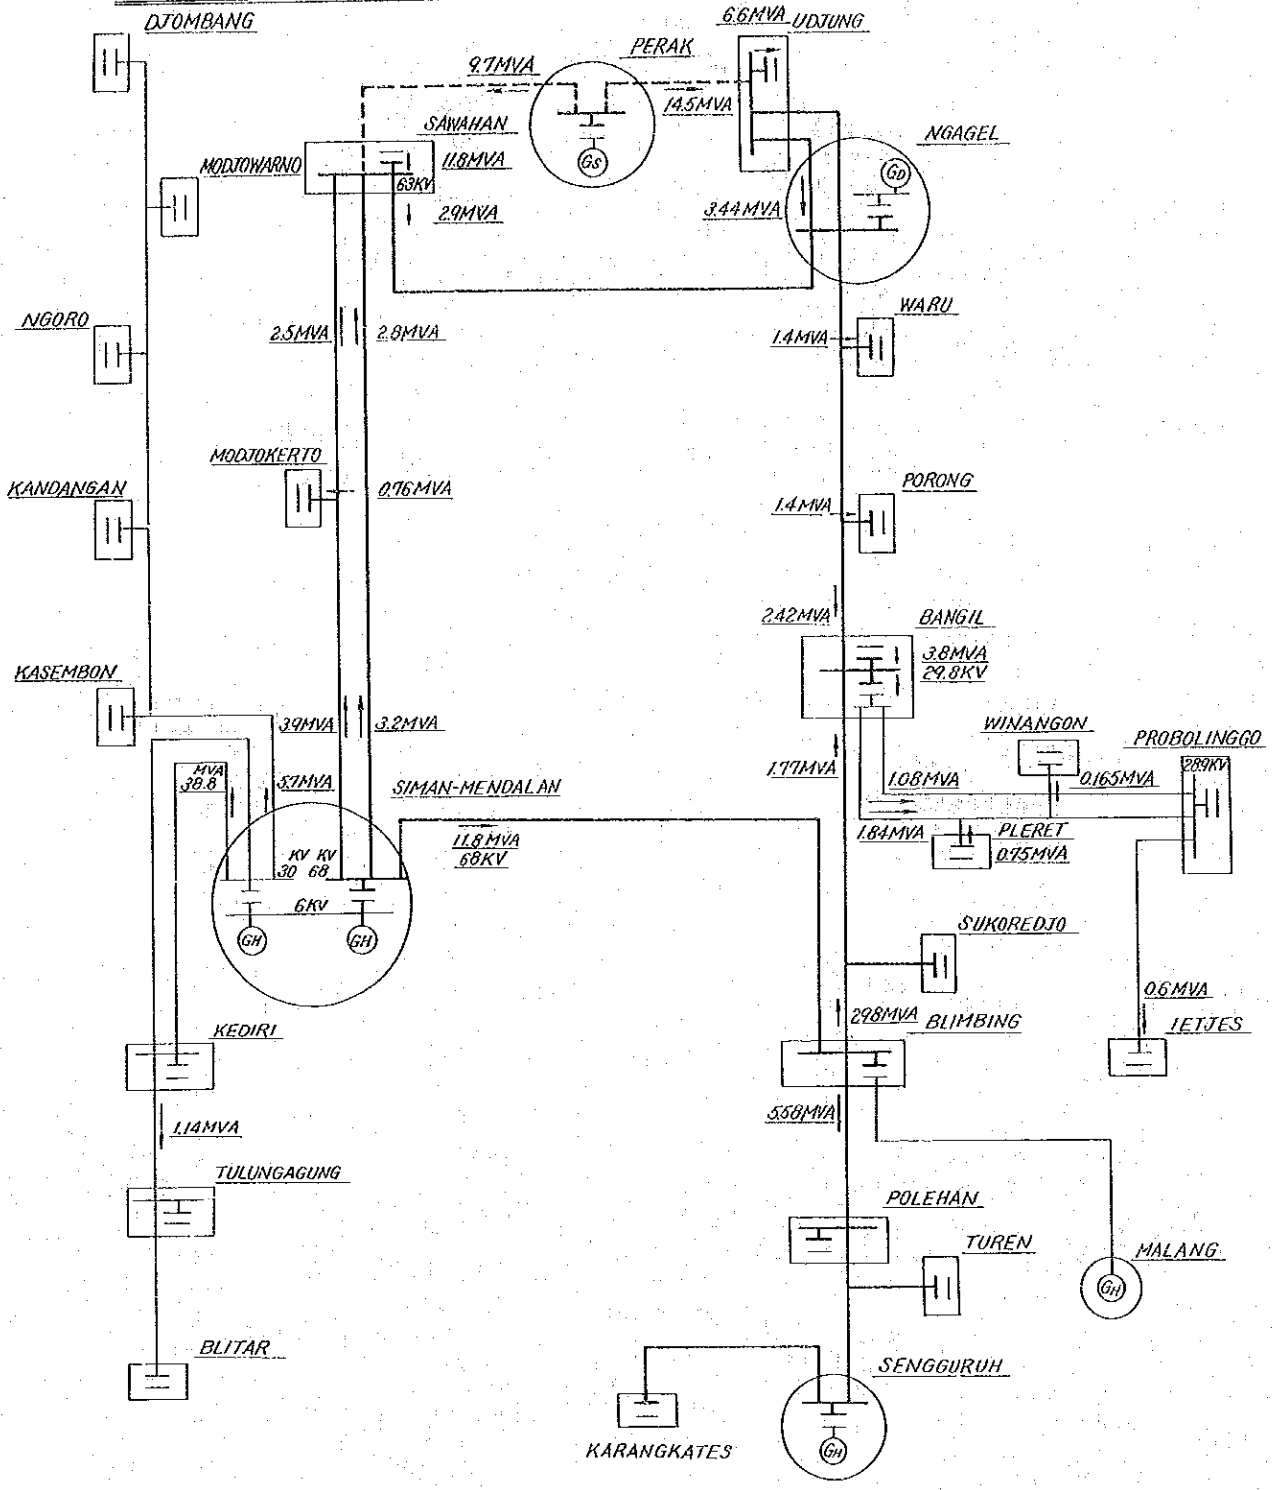 DJOMBANG
6.6MVA UDJUNG
PERAK
9.7MVA
14.5MVA
SAWAHAN
NGAGEL
MODJOWARNO
11.8MVA
GS
GD
63KV
2.9MVA
3.44MVA
NGORO
WARU
2.5MVA
2.8MVA
1.4MVA
MODJOKERTO
KANDANGAN
0.76MVA
PORONG
1.4MVA
2.42MVA
BANGIL
3.8MVA
29.8KV
KASEMBON
3.9MVA
3.2MVA
WINANGON
PROBOLINGGO
28.9KV
MVA
38.8
5.7MVA
SIMAN-MENDALAN
1.77MVA
1.08MVA
0.165MVA
11.8MVA
68KV
1.84MVA
PLERET
0.75MVA
KV KV
30 68
6KV
GH
GH
SUKOREDJO
0.6MVA
KEDIRI
2.98MVA
BLIMBING
IETJES
1.14MVA
5.58MVA
TULUNGAGUNG
POLEHAN
TUREN
MALANG
GH
BLITAR
SENGGURUH
KARANGKATES
GH